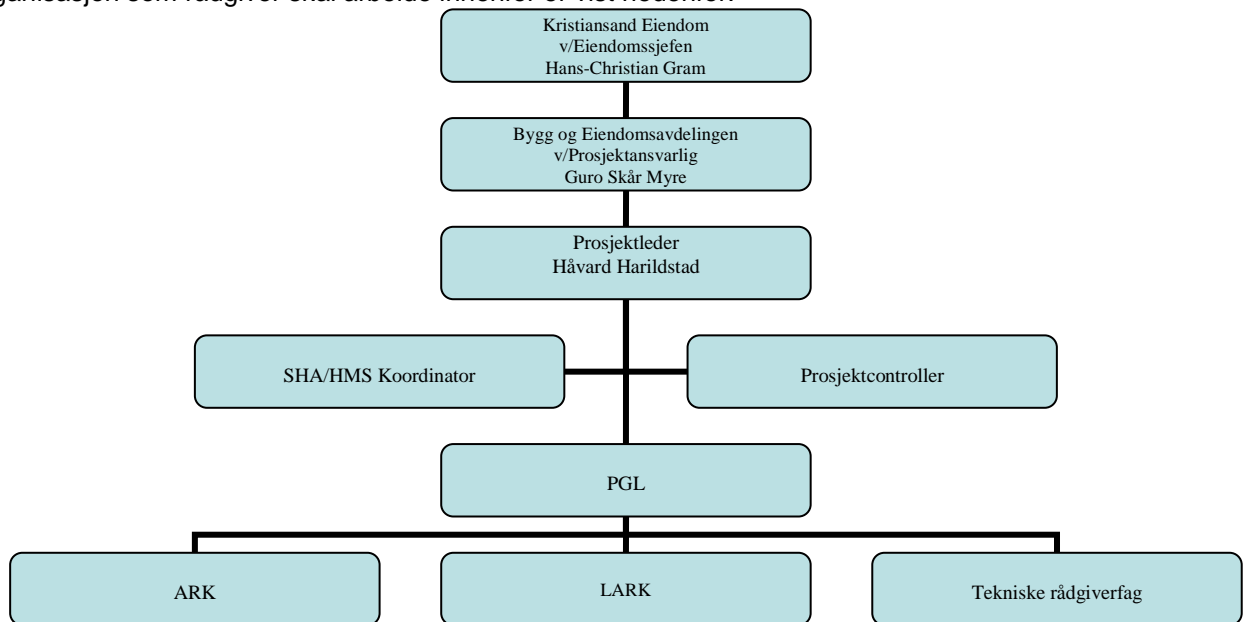 Kristiansand Eiendom
v/Eiendomssjefen
Hans-Christian Gram
Bygg og Eiendomsavdelingen
v/Prosjektansvarlig
Guro Skår Myre
Prosjektleder
Håvard Harildstad
SHA/HMS Koordinator
Prosjektcontroller
PGL
ARK
LARK
Tekniske rådgiverfag